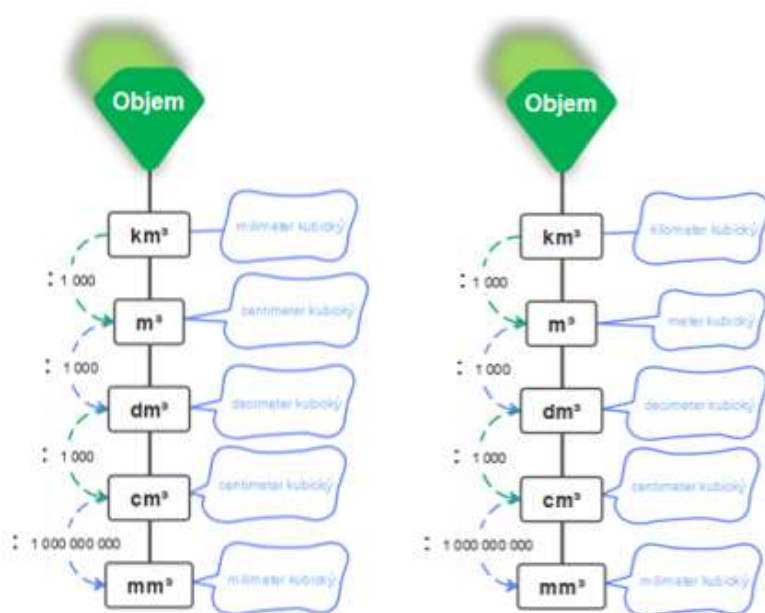 Objem
km³
milimeter kubický
: 1 000
m³
centimeter kubický
: 1 000
dm³
decimeter kubický
: 1 000
cm³
centimeter kubický
: 1 000 000 000
mm³
milimeter kubický
Objem
km³
kilometer kubický
: 1 000
m³
meter kubický
: 1 000
dm³
decimeter kubický
: 1 000
cm³
centimeter kubický
: 1 000 000 000
mm³
milimeter kubický